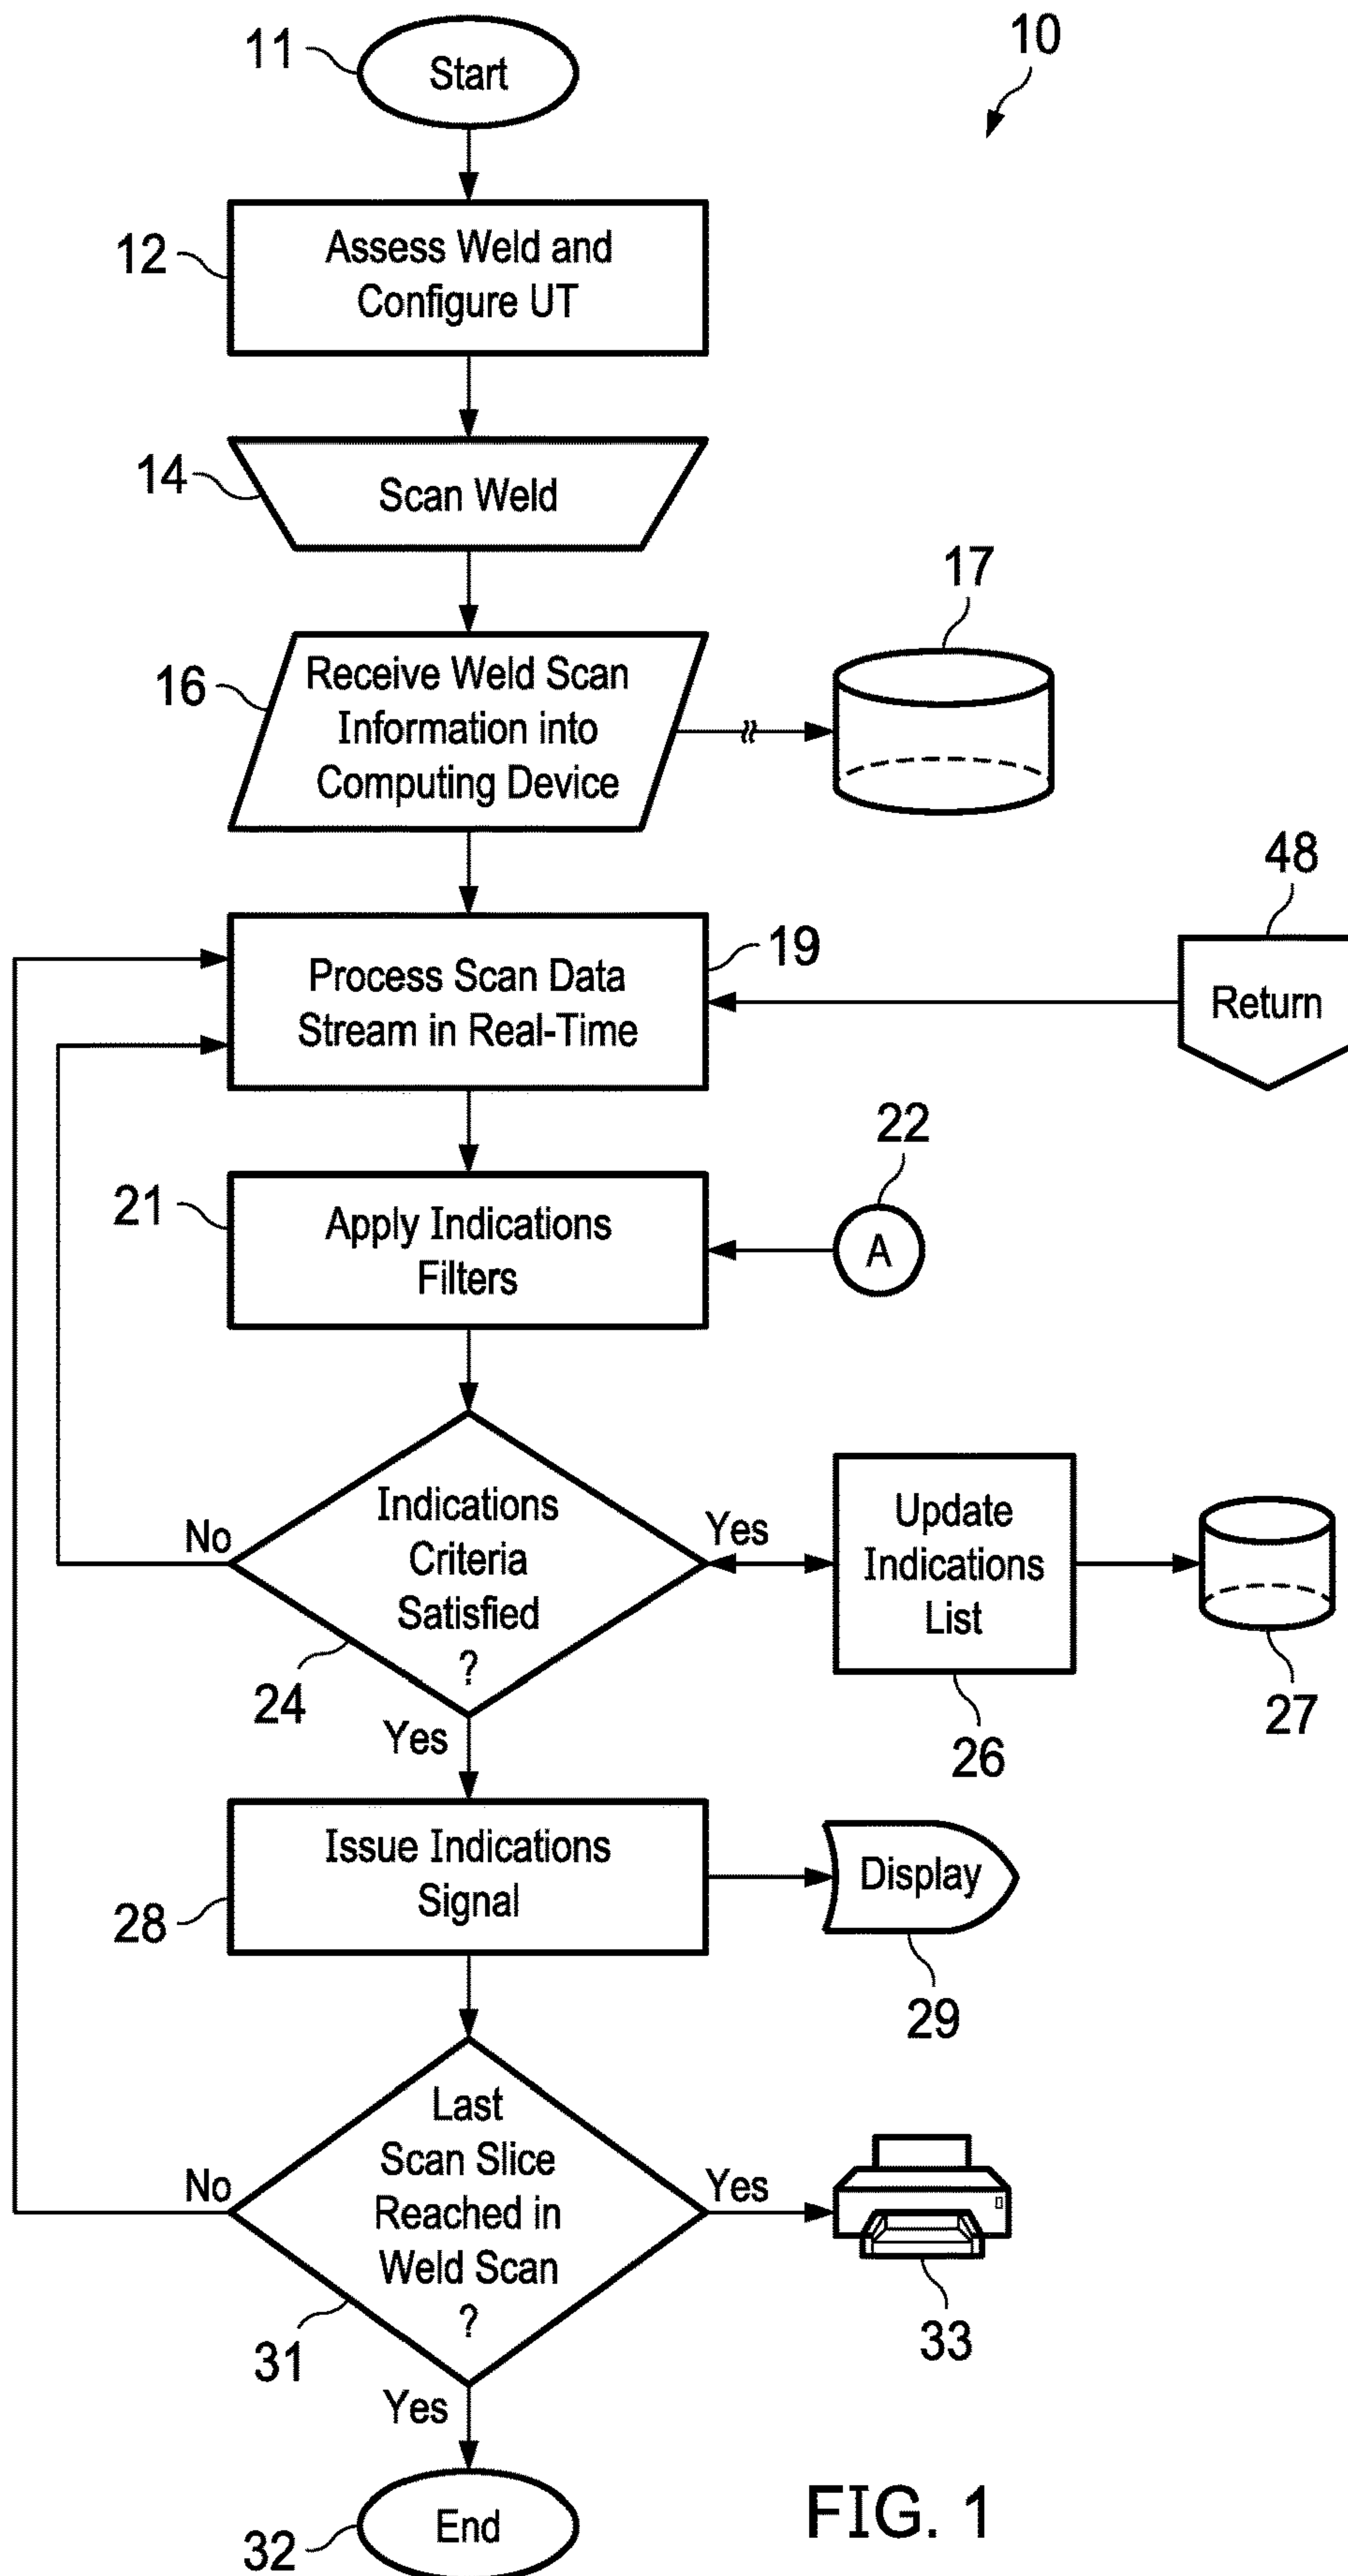 11
Start
10
12
Assess Weld and
Configure UT
14
Scan Weld
17
16
Receive Weld Scan
Information into
Computing Device
48
19
Process Scan Data
Stream in Real-Time
Return
22
21
Apply Indications
Filters
A
No
Indications
Criteria
Satisfied
?
Yes
Update
Indications
List
24
Yes
26
27
Issue Indications
Signal
28
Display
29
No
Last
Scan Slice
Reached in
Weld Scan
?
Yes
31
33
Yes
End
32
FIG. 1